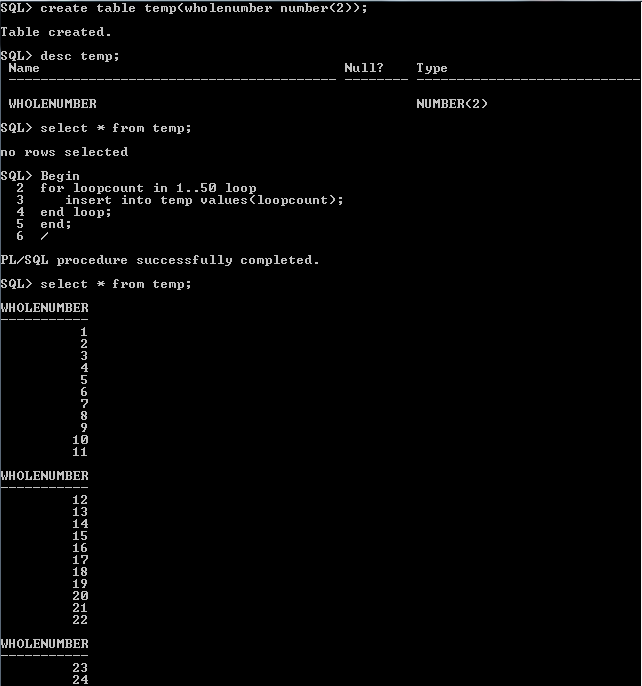 SQL> create table temp(wholenumber number(2));
Table created.
SQL> desc temp;
Name Null? Type
----------------------------------------- -------- ----------------------------
WHOLENUMBER NUMBER(2)
SQL> select * from temp;
no rows selected
SQL> Begin
2 for loopcount in 1..50 loop
3 insert into temp values(loopcount);
4 end loop;
5 end;
6 /
PL/SQL procedure successfully completed.
SQL> select * from temp;
WHOLENUMBER
-----------
1
2
3
4
5
6
7
8
9
10
11
WHOLENUMBER
-----------
12
13
14
15
16
17
18
19
20
21
22
WHOLENUMBER
-----------
23
24